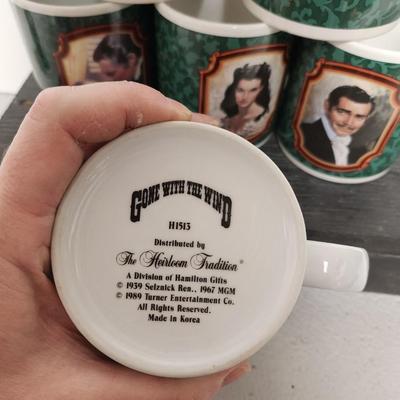 GONE WITH THE WIND
H1513
Distributed by
The Heirloom Tradition®
A Division of Hamilton Gifts
© 1939 Selznick Ren., 1967 MGM
© 1989 Turner Entertainment Co.
All Rights Reserved.
Made in Korea